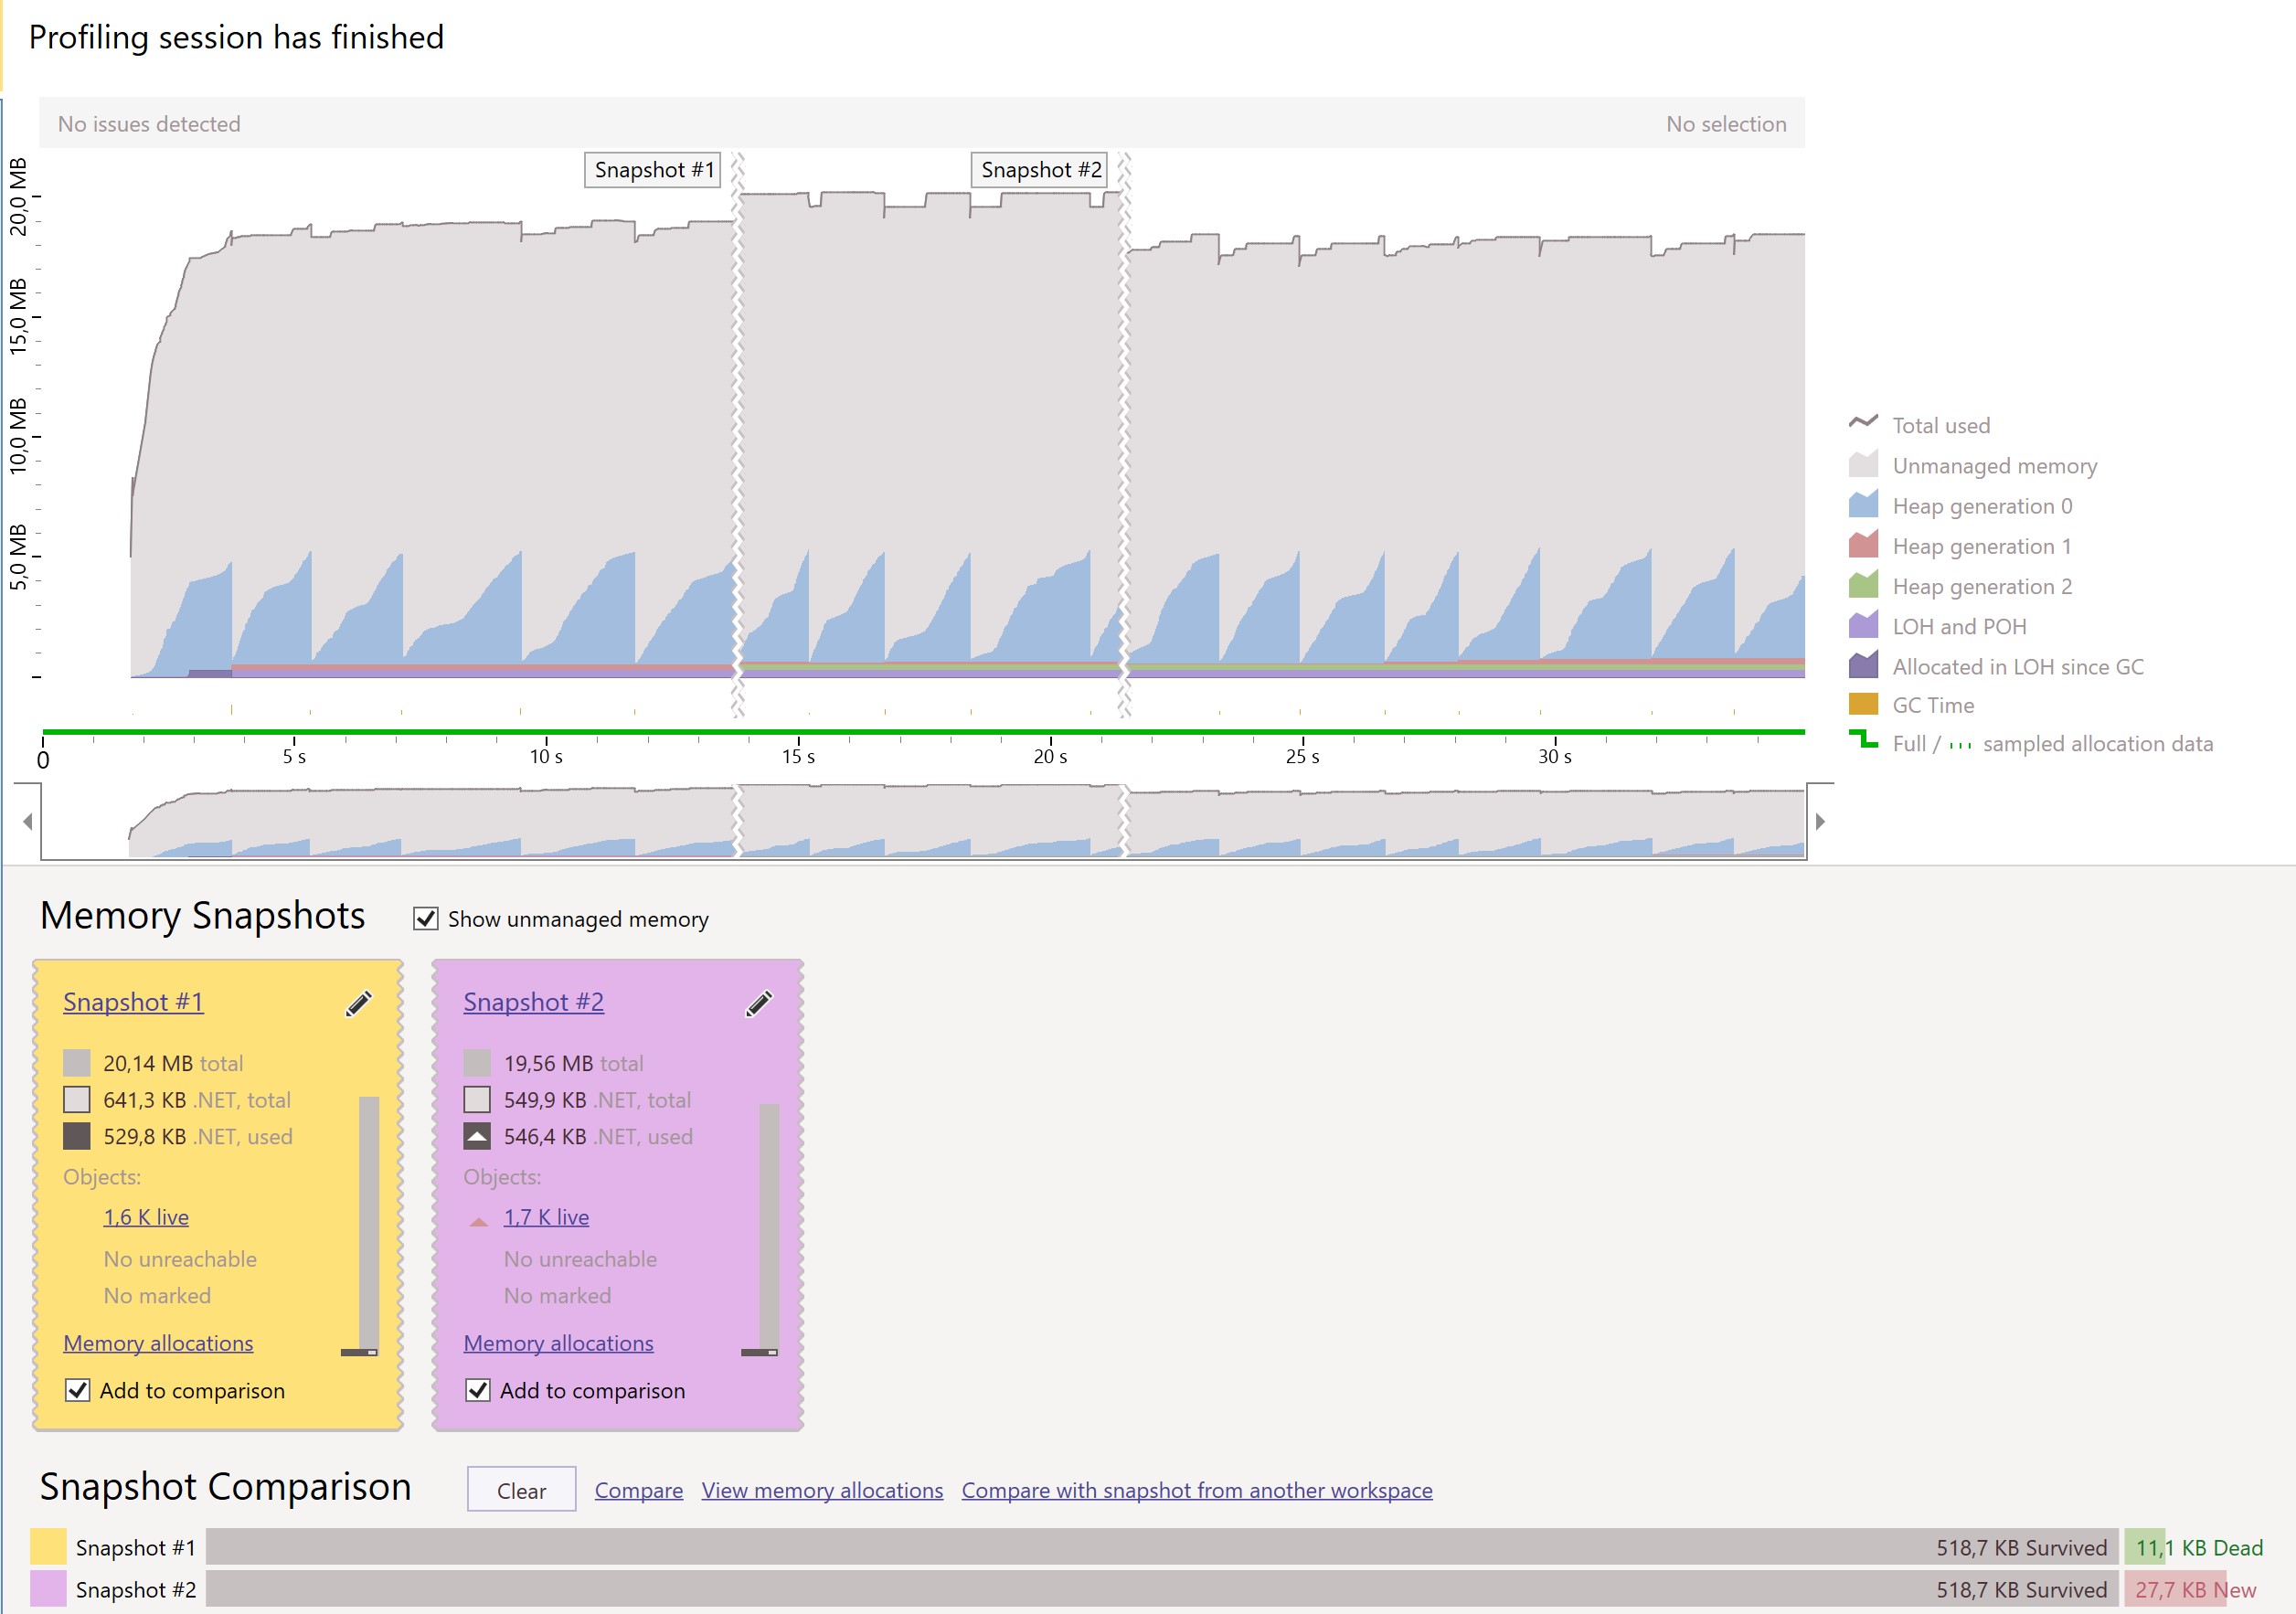 Profiling session has finished
No issues detected
No selection
Snapshot #1
Snapshot #2
20,0 MB
15,0 MB
10,0 MB
5,0 MB
Total used
Unmanaged memory
Heap generation 0
Heap generation 1
Heap generation 2
LOH and POH
Allocated in LOH since GC
GC Time
Full / sampled allocation data
0
5 s
10 s
15 s
20 s
25 s
30 s
Memory Snapshots
Show unmanaged memory
Snapshot #1
20,14 MB total
641,3 KB .NET, total
529,8 KB .NET, used
Objects:
1,6 K live
No unreachable
No marked
Memory allocations
Add to comparison
Snapshot #2
19,56 MB total
549,9 KB .NET, total
546,4 KB .NET, used
Objects:
1,7 K live
No unreachable
No marked
Memory allocations
Add to comparison
Snapshot Comparison
Clear
Compare
View memory allocations
Compare with snapshot from another workspace
Snapshot #1
518,7 KB Survived
11,1 KB Dead
Snapshot #2
518,7 KB Survived
27,7 KB New